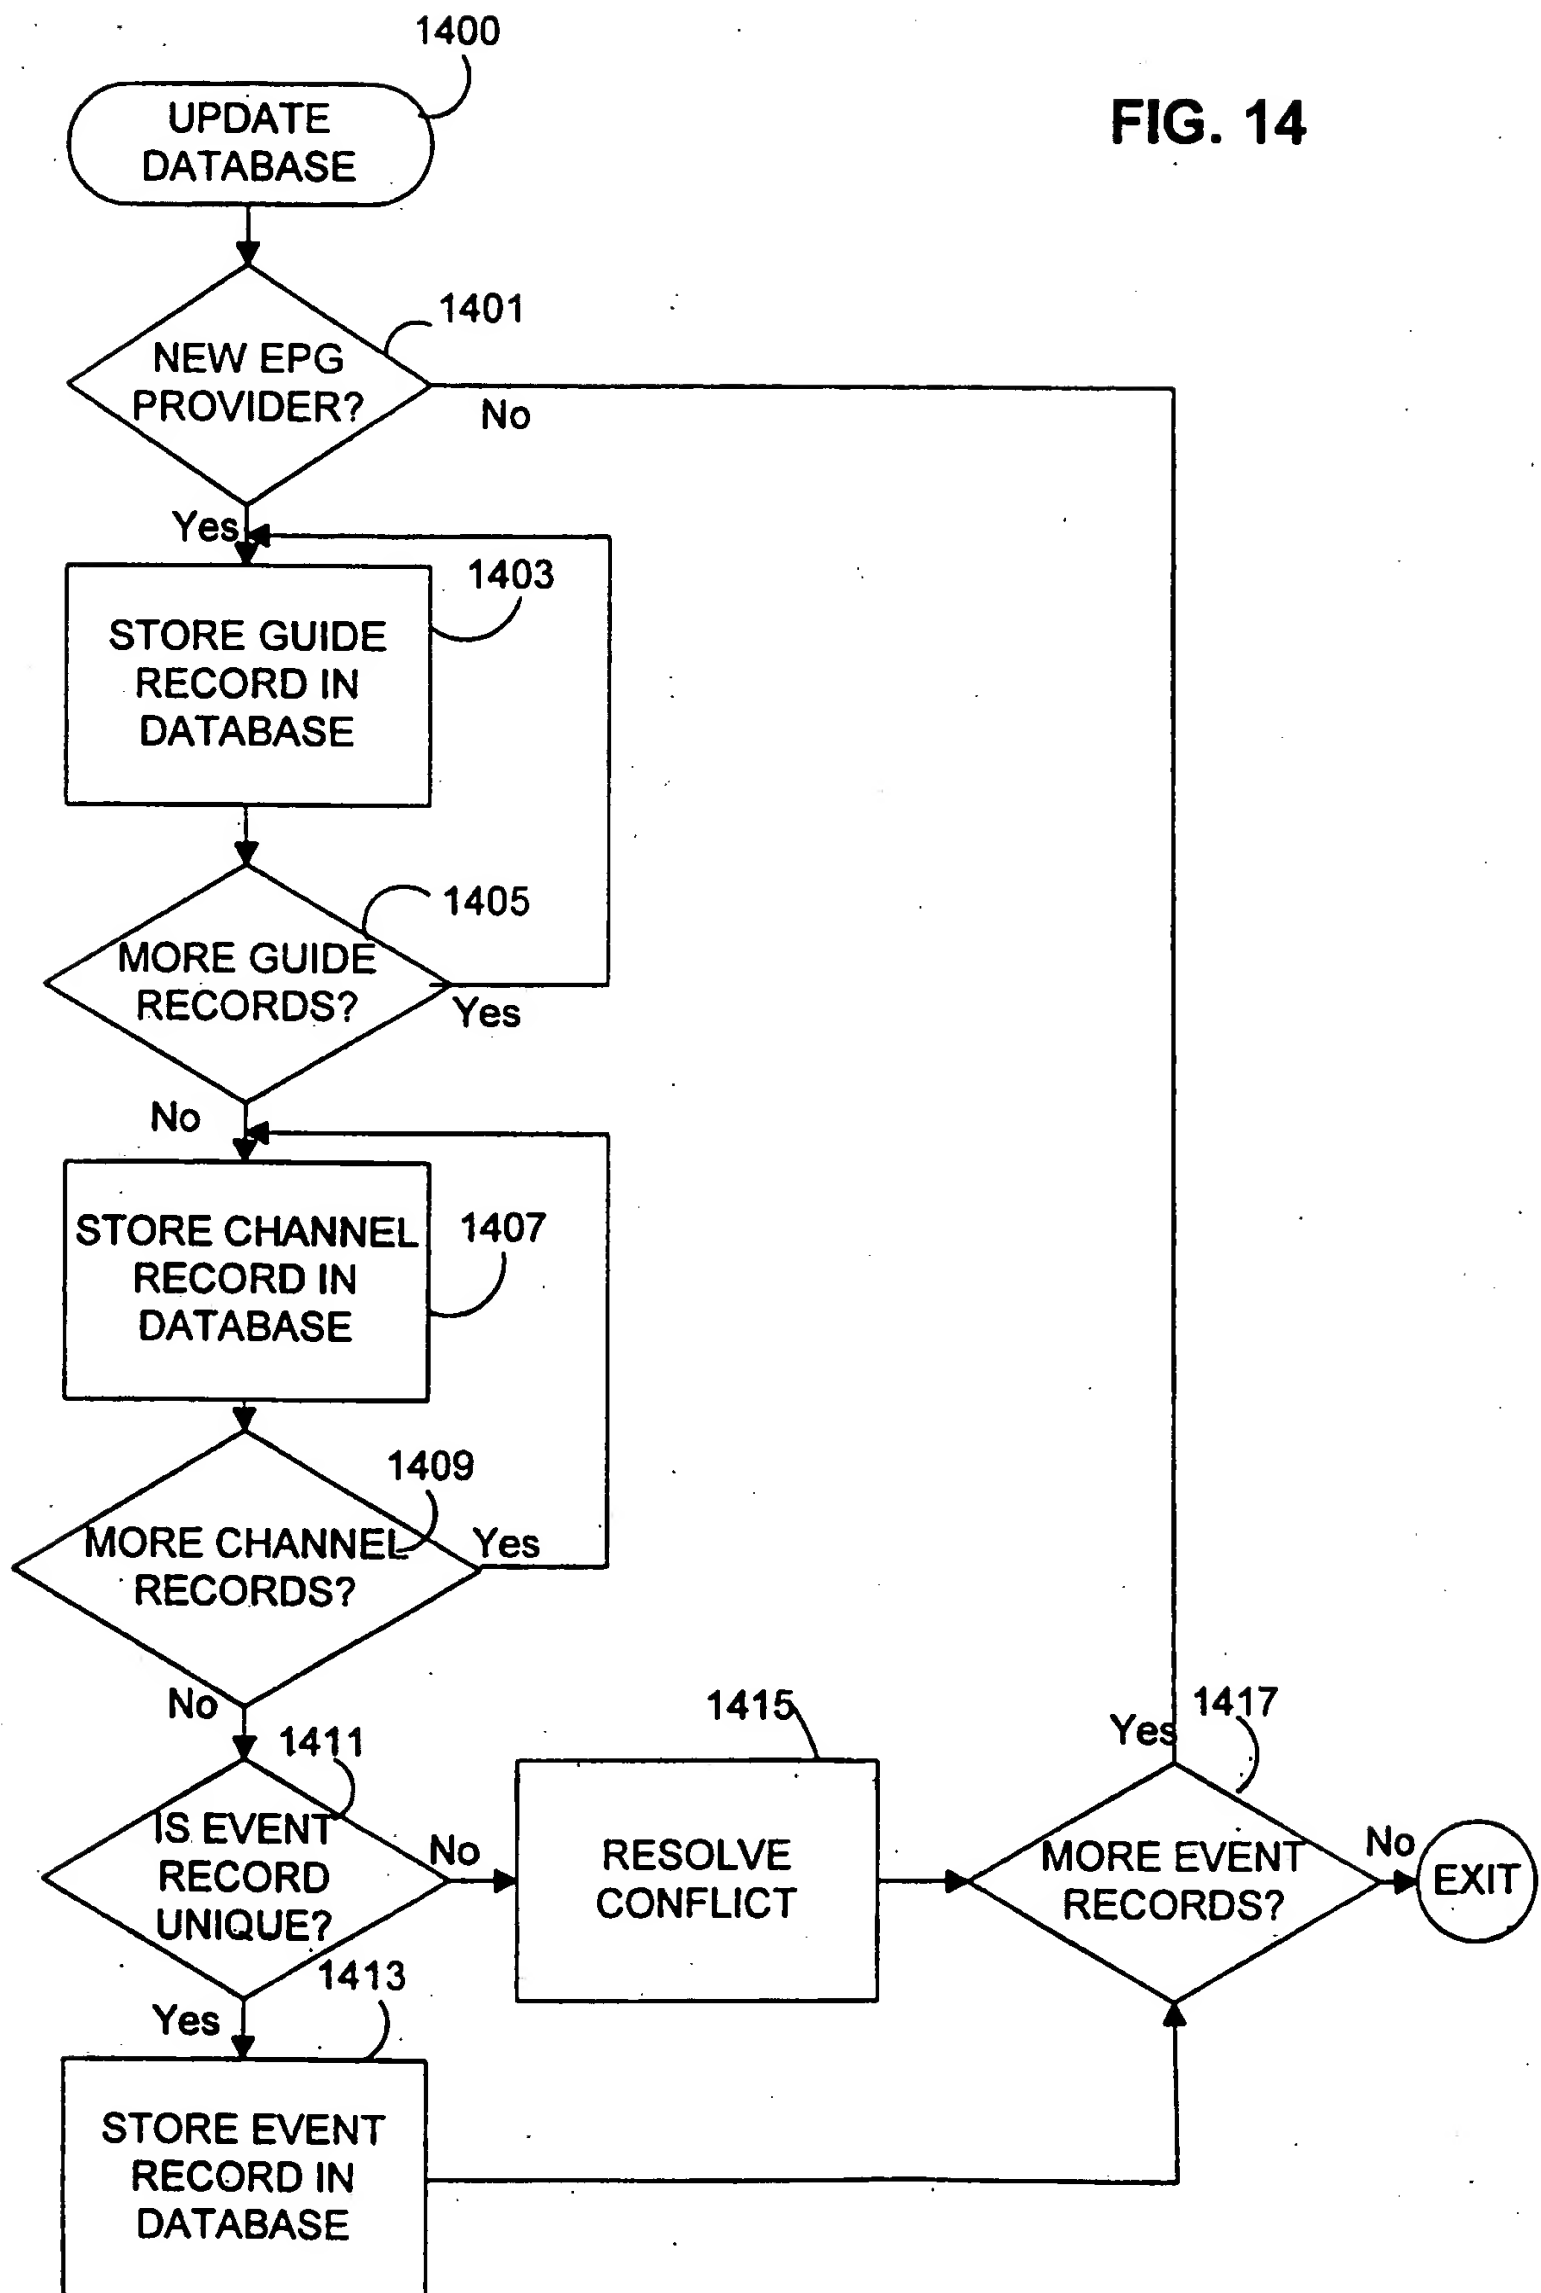 1400
FIG. 14
UPDATE
DATABASE
1401
NEW EPG
PROVIDER?
No
Yes
1403
STORE GUIDE
RECORD IN
DATABASE
1405
MORE GUIDE
RECORDS?
Yes
No
1407
STORE CHANNEL
RECORD IN
DATABASE
1409
MORE CHANNEL
RECORDS?
Yes
No
1411
IS EVENT
RECORD
UNIQUE?
No
1415
RESOLVE
CONFLICT
1417
Yes
MORE EVENT
RECORDS?
No
EXIT
1413
Yes
STORE EVENT
RECORD IN
DATABASE